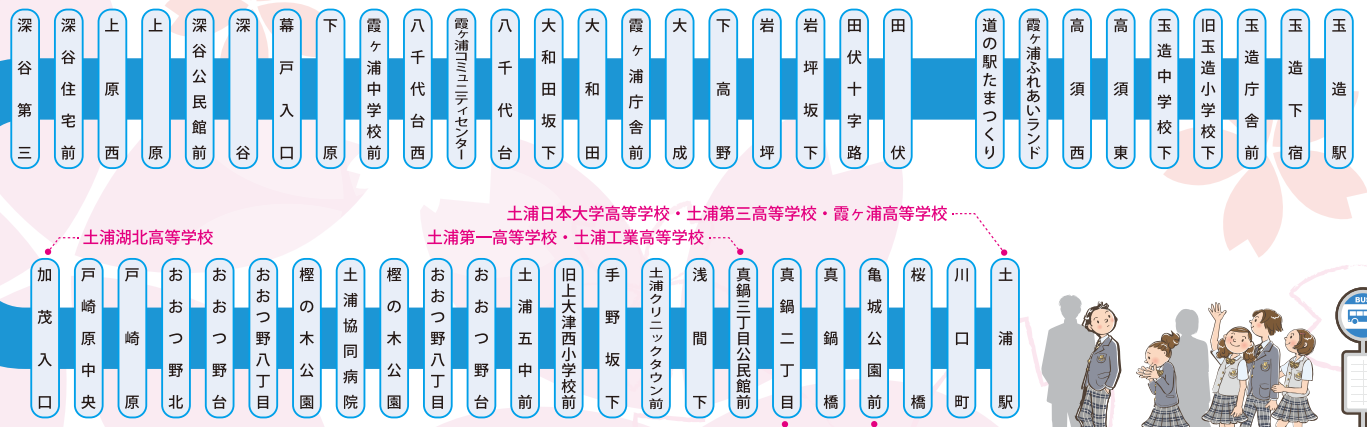 深谷第三
深谷住宅前
上原西
上原
深谷公民館前
深谷
幕戸入口
下原
霞ヶ浦中学校前
八千代台西
霞ヶ浦コミュニティセンター
八千代台
大和田坂下
大和田
霞ヶ浦庁舎前
大成
下高野
岩坪
岩坪坂下
田伏十字路
田伏
道の駅たまつくり
霞ヶ浦ふれあいランド
高須西
高須東
玉造中学校下
旧玉造小学校下
玉造庁舎前
玉造下宿
玉造駅
土浦日本大学高等学校・土浦第三高等学校・霞ヶ浦高等学校
土浦湖北高等学校
土浦第一高等学校・土浦工業高等学校
加茂入口
戸崎原中央
戸崎原
おおつ野北
おおつ野台
おおつ野八丁目
樫の木公園
土浦協同病院
樫の木公園
おおつ野八丁目
おおつ野台
土浦五中前
旧上大津西小学校前
手野坂下
土浦クリニックタウン前
浅間下
真鍋三丁目公民館前
真鍋二丁目
真鍋橋
亀城公園前
桜橋
川口町
土浦駅
BU